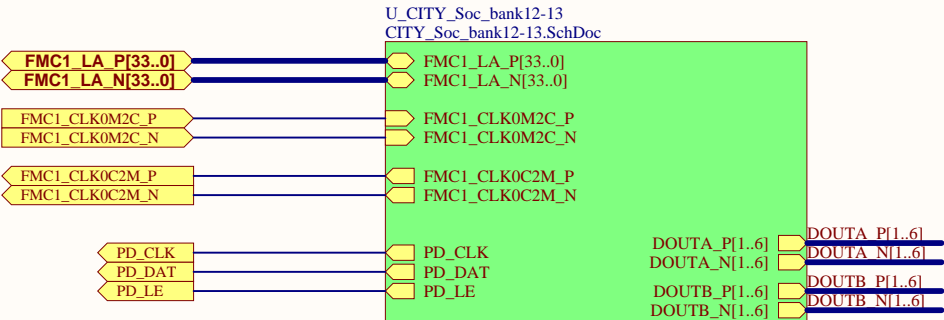 U_CITY_Soc_bank12-13
CITY_Soc_bank12-13.SchDoc
FMC1_LA_P[33..0] FMC1_LA_P[33..0]
FMC1_LA_N[33..0] FMC1_LA_N[33..0]
FMC1_CLK0M2C_P FMC1_CLK0M2C_P
FMC1_CLK0M2C_N FMC1_CLK0M2C_N
FMC1_CLK0C2M_P FMC1_CLK0C2M_P
FMC1_CLK0C2M_N FMC1_CLK0C2M_N
DOUTA_P[1..6] DOUTA_P[1..6]
PD_CLK PD_CLK
DOUTA_N[1..6] DOUTA_N[1..6]
PD_DAT PD_DAT
PD_LE PD_LE
DOUTB_P[1..6] DOUTB_P[1..6]
DOUTB_N[1..6] DOUTB_N[1..6]